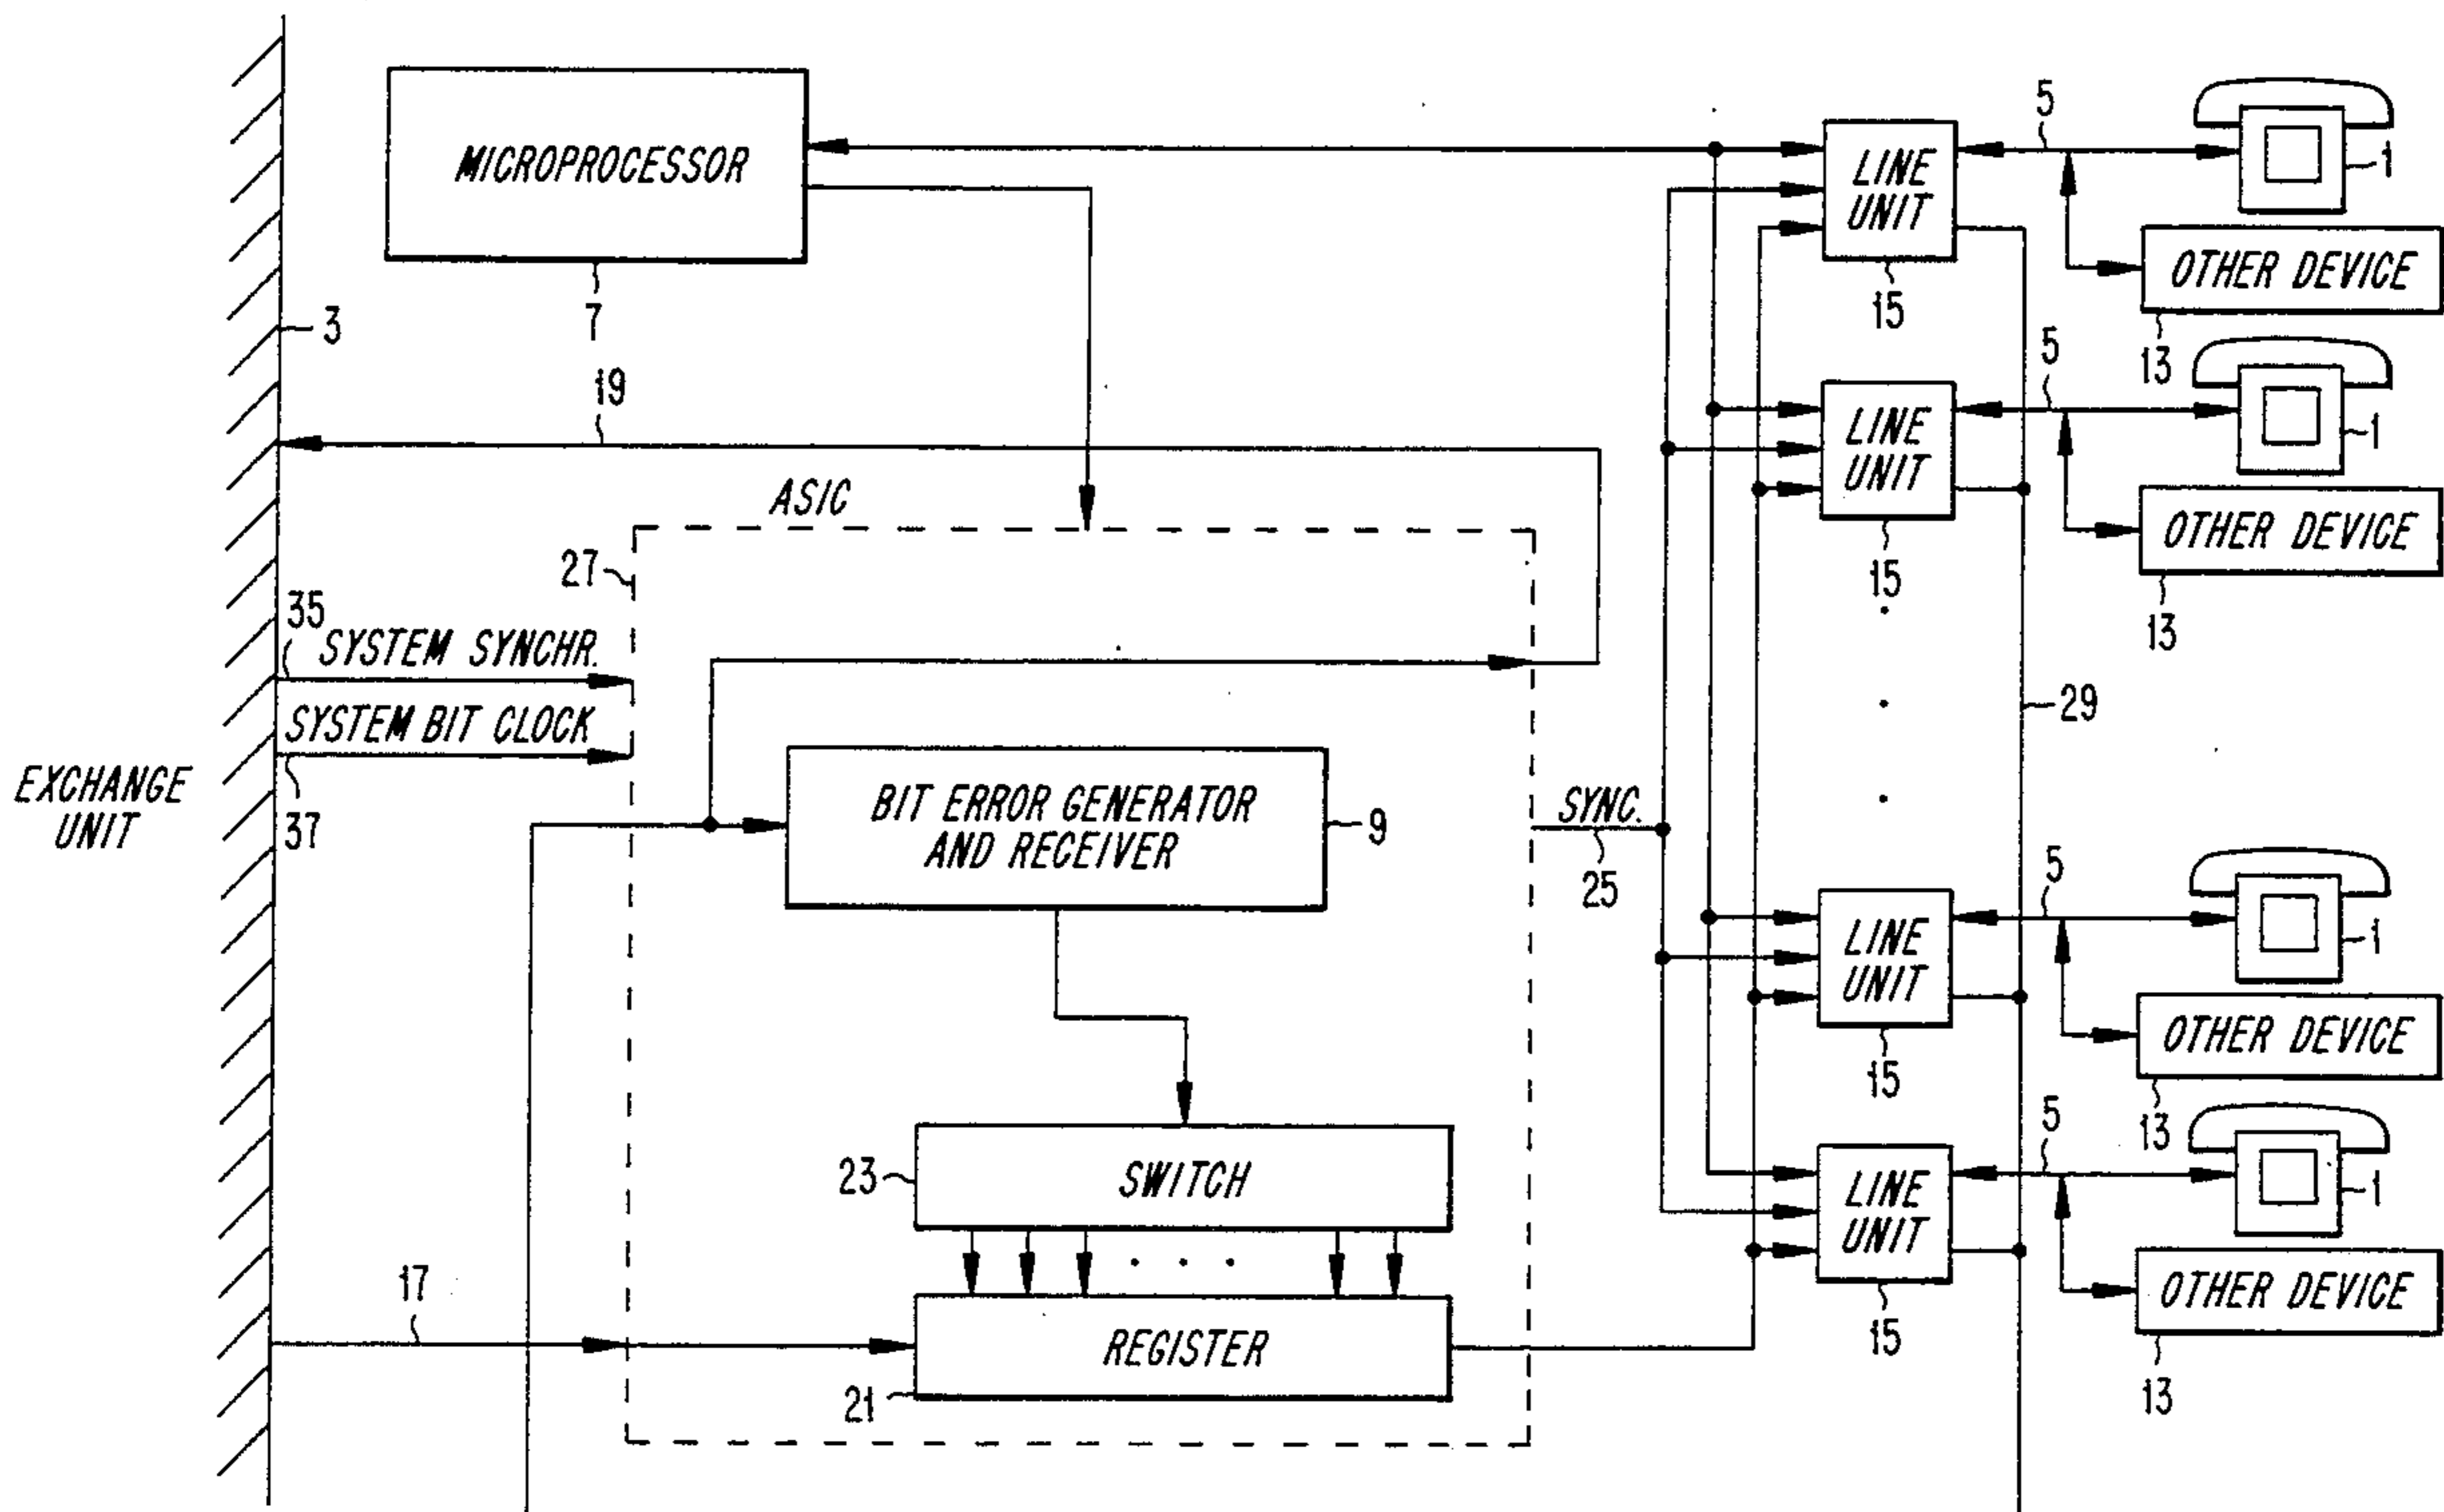 MICROPROCESSOR
7
3
19
ASIC
27
35
SYSTEM SYNCHR.
SYSTEM BIT CLOCK
37
EXCHANGE
UNIT
BIT ERROR GENERATOR
AND RECEIVER
9
SYNC.
25
23
SWITCH
17
REGISTER
21
LINE
UNIT
15
5
1
OTHER DEVICE
13
LINE
UNIT
15
5
1
OTHER DEVICE
13
29
LINE
UNIT
15
5
1
OTHER DEVICE
13
LINE
UNIT
15
5
1
OTHER DEVICE
13